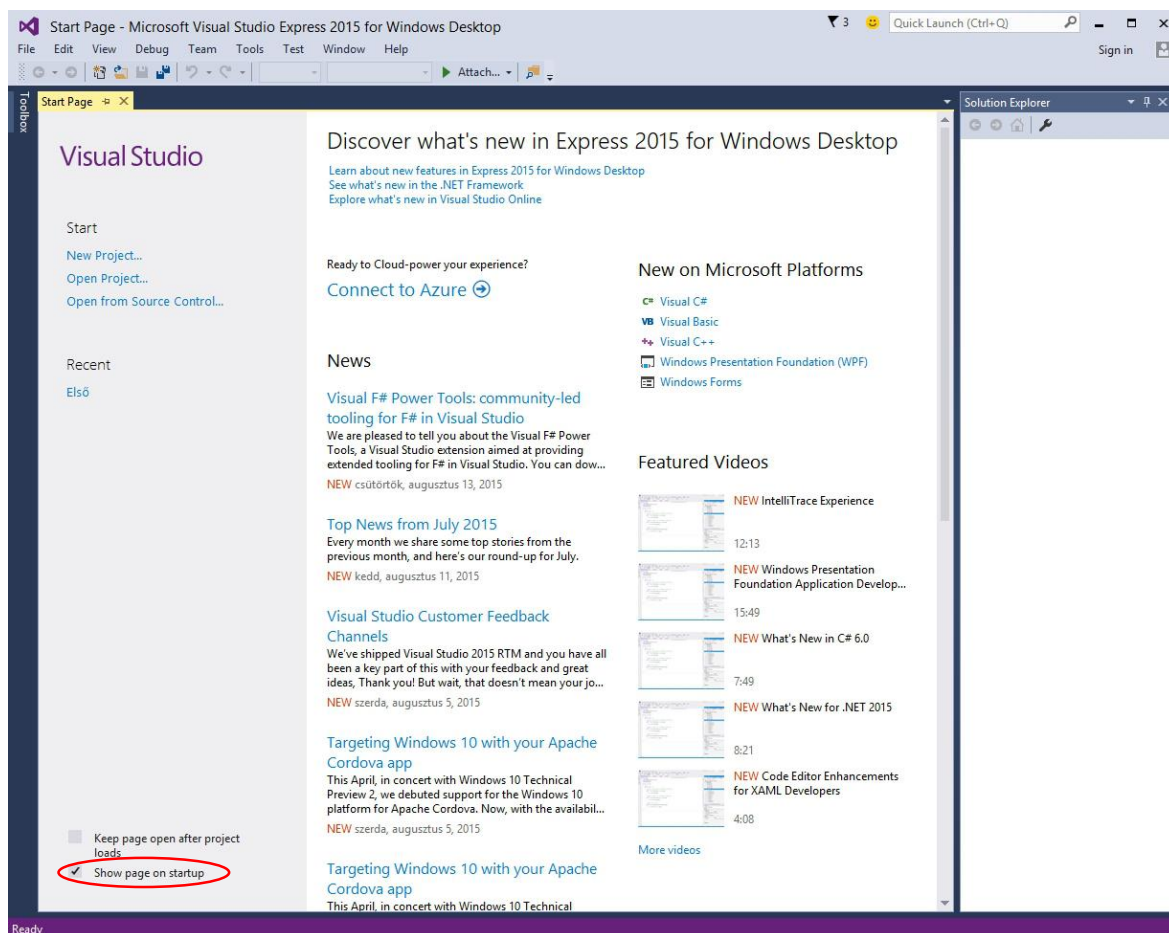 Start Page - Microsoft Visual Studio Express 2015 for Windows Desktop
3
Quick Launch (Ctrl+Q)
File Edit View Debug Team Tools Test Window Help
Sign in
Attach...
Toolbox
Start Page
Solution Explorer
Visual Studio
Start
New Project...
Open Project...
Open from Source Control...
Recent
Első
Keep page open after project
loads
Show page on startup
Discover what's new in Express 2015 for Windows Desktop
Learn about new features in Express 2015 for Windows Desktop
See what's new in the .NET Framework
Explore what's new in Visual Studio Online
Ready to Cloud-power your experience?
Connect to Azure
News
Visual F# Power Tools: community-led
tooling for F# in Visual Studio
We are pleased to tell you about the Visual F# Power
Tools, a Visual Studio extension aimed at providing
extended tooling for F# in Visual Studio. You can dow...
NEW csütörtök, augusztus 13, 2015
Top News from July 2015
Every month we share some top stories from the
previous month, and here's our round-up for July.
NEW kedd, augusztus 11, 2015
Visual Studio Customer Feedback
Channels
We've shipped Visual Studio 2015 RTM and you have all
been a key part of this with your feedback and great
ideas, Thank you! But wait, that doesn't mean your jo...
NEW szerda, augusztus 5, 2015
Targeting Windows 10 with your Apache
Cordova app
This April, in concert with Windows 10 Technical
Preview 2, we debuted support for the Windows 10
platform for Apache Cordova. Now, with the availabil...
NEW szerda, augusztus 5, 2015
Targeting Windows 10 with your Apache
Cordova app
This April, in concert with Windows 10 Technical
New on Microsoft Platforms
C# Visual C#
VB Visual Basic
++ Visual C++
Windows Presentation Foundation (WPF)
Windows Forms
Featured Videos
NEW IntelliTrace Experience
12:13
NEW Windows Presentation
Foundation Application Develop...
15:49
NEW What's New in C# 6.0
7:49
NEW What's New for .NET 2015
8:21
NEW Code Editor Enhancements
for XAML Developers
4:08
More videos
Ready